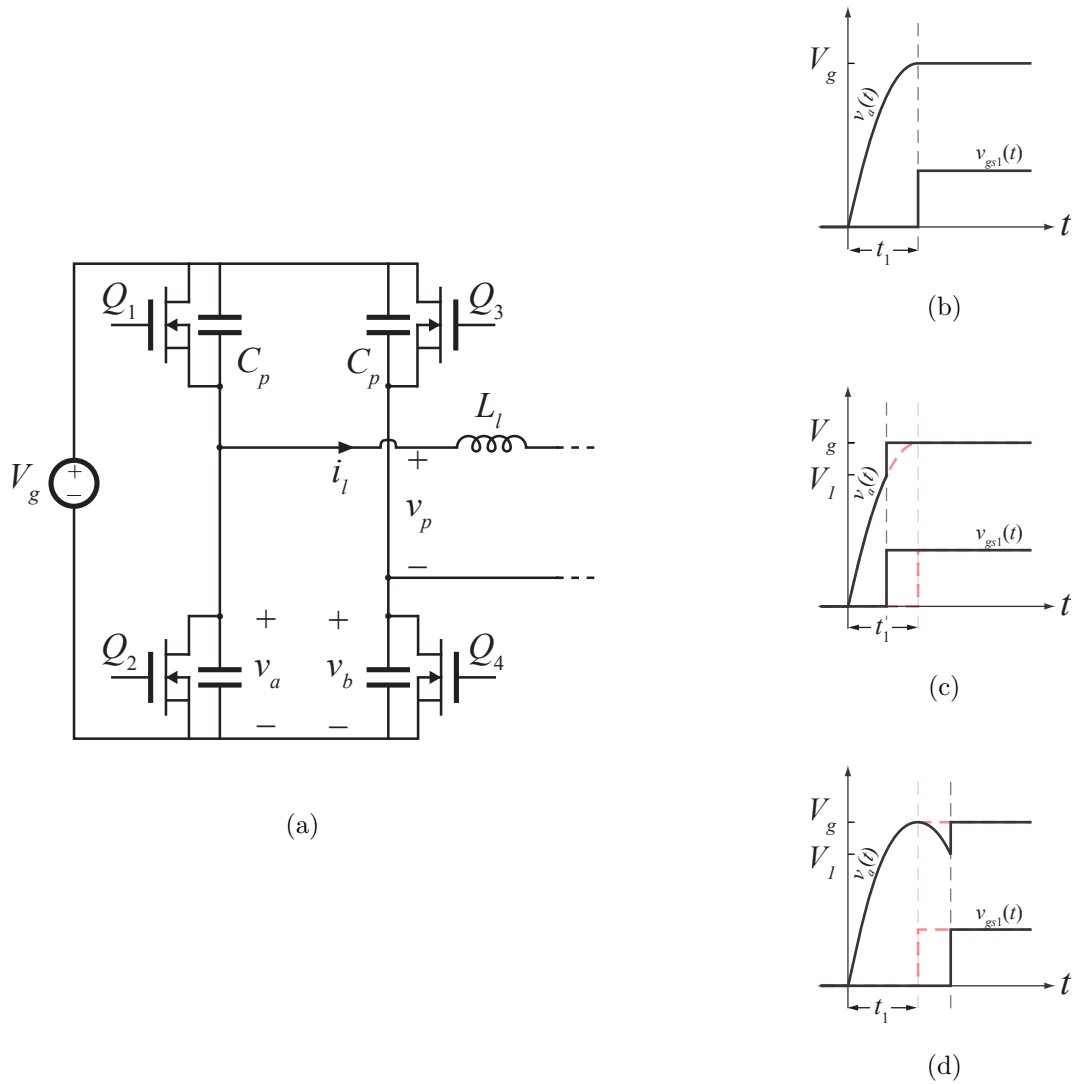 Q1
Q3
Cp
Cp
Ll
+
il
vp
−
Vg
+
−
Q2
Q4
+
+
va
vb
−
−
(a)
Vg
va(t)
vgs1(t)
t
t1
(b)
Vg
V1
va(t)
vgs1(t)
t
t1
(c)
Vg
V1
va(t)
vgs1(t)
t
t1
(d)